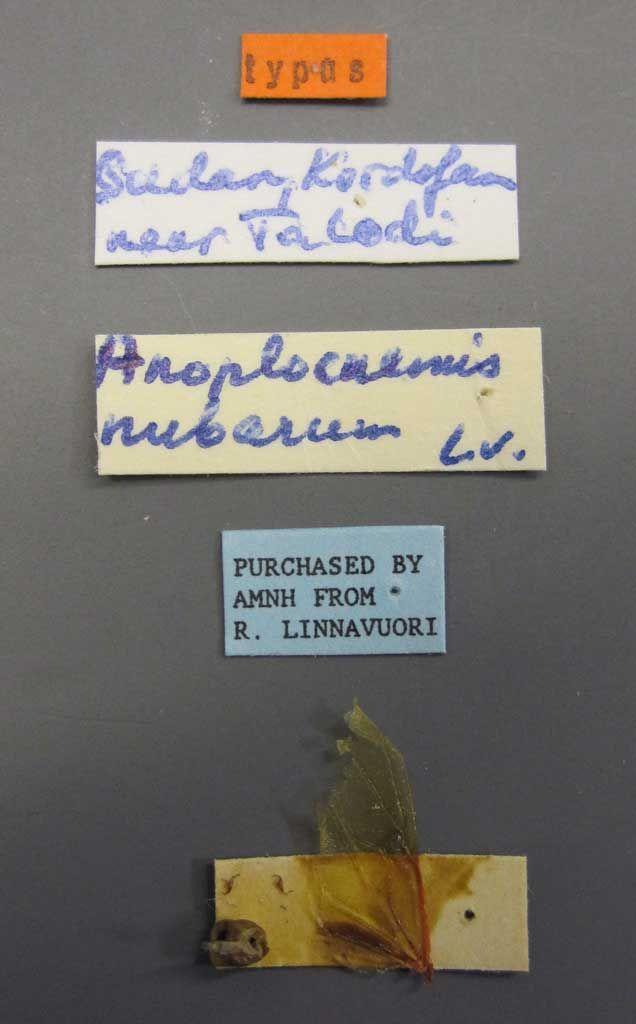 typus
Sudan, Kordofan
near Talodi
Anoplocnemis
nubarum Lv.
PURCHASED BY
AMNH FROM
R. LINNAVUORI